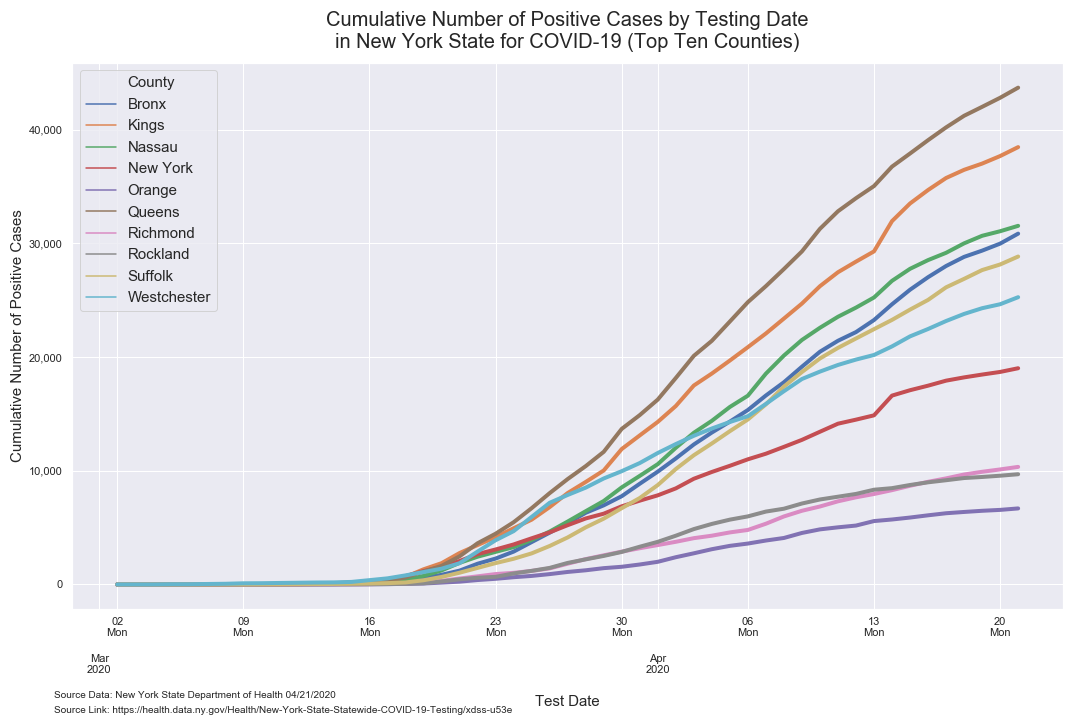 Cumulative Number of Positive Cases by Testing Date
in New York State for COVID-19 (Top Ten Counties)
County
Bronx
Kings
Nassau
New York
Orange
Queens
Richmond
Rockland
Suffolk
Westchester
Cumulative Number of Positive Cases
40,000
30,000
20,000
10,000
0
02 09 16 23 30 06 13 20
Mon Mon Mon Mon Mon Mon Mon Mon
Mar Apr
2020 2020
Test Date
Source Data: New York State Department of Health 04/21/2020
Source Link: https://health.data.ny.gov/Health/New-York-State-Statewide-COVID-19-Testing/xdss-u53e